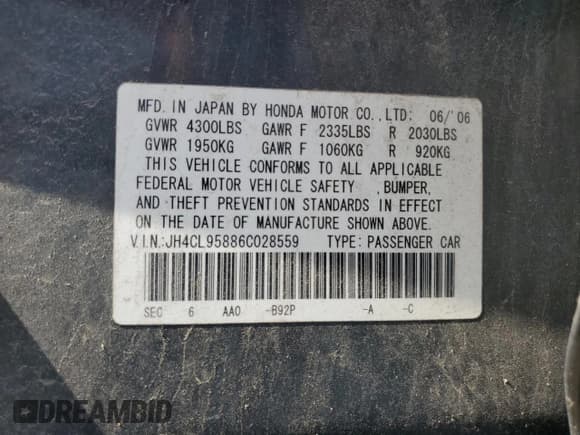 MFD. IN JAPAN BY HONDA MOTOR CO.,LTD: 06/'06
GVWR 4300LBS GAWR F 2335LBS R 2030LBS
GVWR 1950KG GAWR F 1060KG R 920KG
THIS VEHICLE CONFORMS TO ALL APPLICABLE
FEDERAL MOTOR VEHICLE SAFETY ,BUMPER,
AND THEFT PREVENTION STANDARDS IN EFFECT
ON THE DATE OF MANUFACTURE SHOWN ABOVE.
V.I.N.:JH4CL95886C028559 TYPE: PASSENGER CAR
SEC 6 AA0 -B92P -A -C
DREAMBID